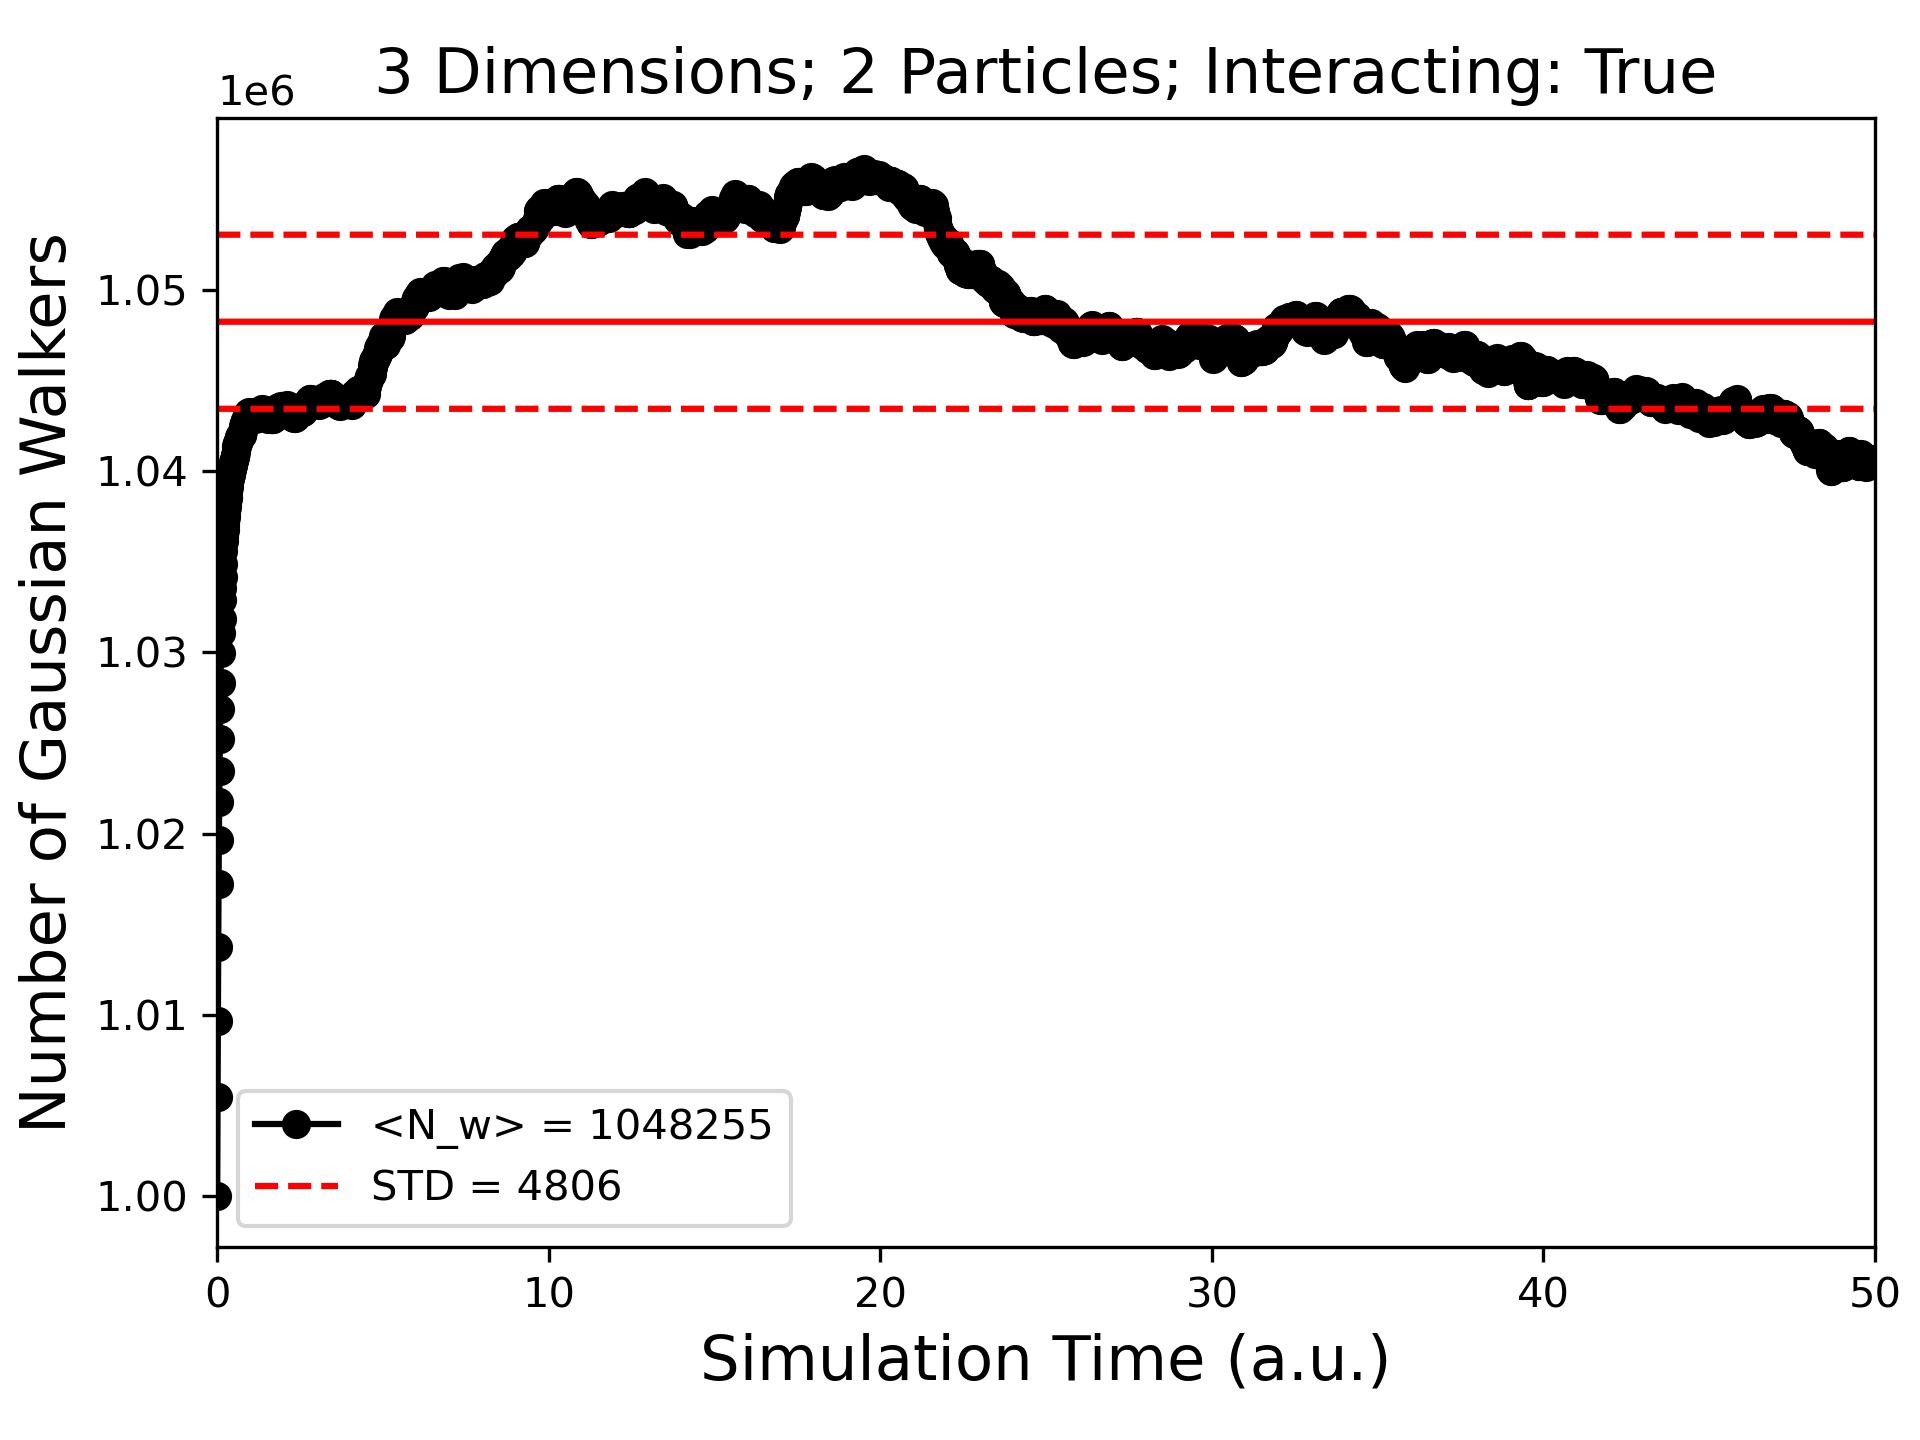 3 Dimensions; 2 Particles; Interacting: True
1e6
Number of Gaussian Walkers
1.05
1.04
1.03
1.02
1.01
1.00
<N_w> = 1048255
STD = 4806
0 10 20 30 40 50
Simulation Time (a.u.)